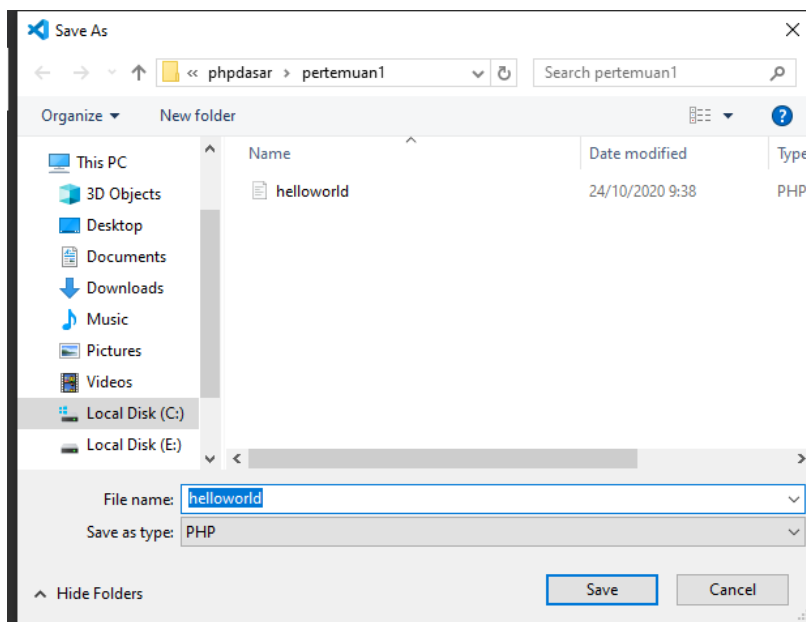 Save As
« phpdasar > pertemuan1
Search pertemuan1
Organize
New folder
Name
Date modified
Type
This PC
3D Objects
Desktop
Documents
Downloads
Music
Pictures
Videos
Local Disk (C:)
Local Disk (E:)
helloworld
24/10/2020 9:38
PHP
File name: helloworld
Save as type: PHP
Hide Folders
Save
Cancel